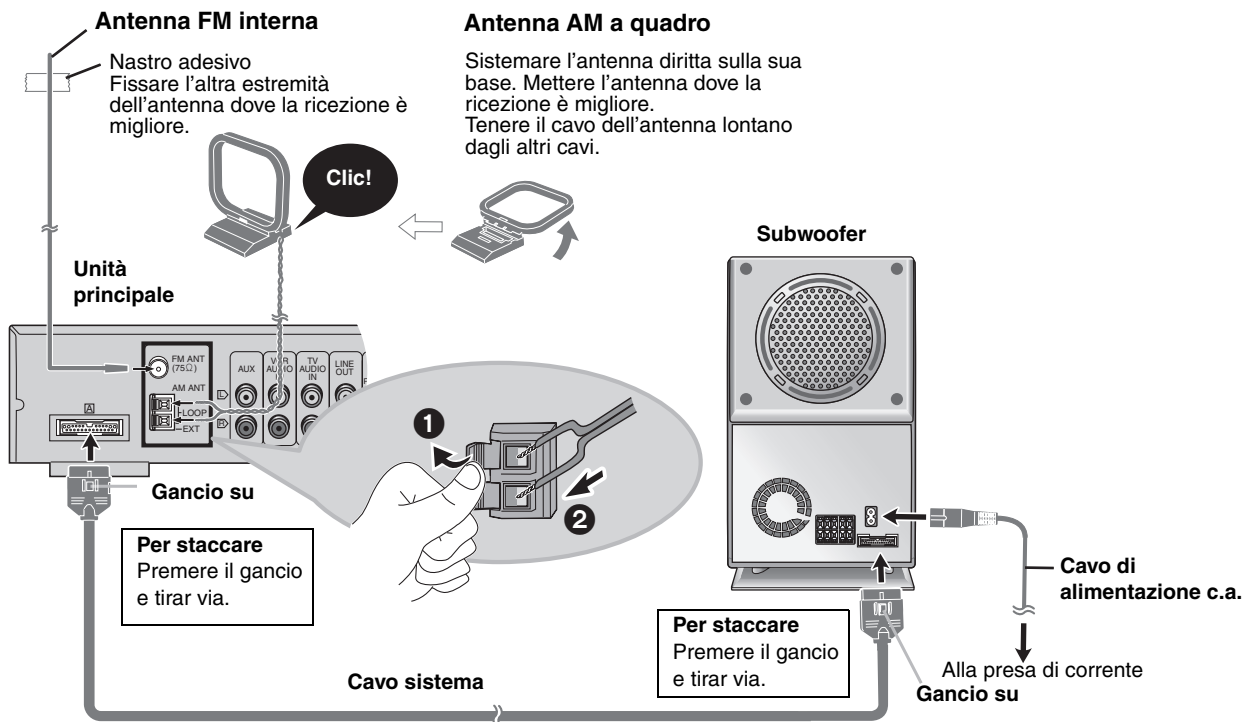 Antenna FM interna
Nastro adesivo
Fissare l'altra estremità
dell'antenna dove la ricezione è
migliore.
Antenna AM a quadro
Sistemare l'antenna diritta sulla sua
base. Mettere l'antenna dove la
ricezione è migliore.
Tenere il cavo dell'antenna lontano
dagli altri cavi.
Clic!
Unità
principale
FM ANT
(75Ω)
AM ANT
LOOP
EXT
A
AUX
VCR
AUDIO
TV
AUDIO
IN
LINE
OUT
L
R
1
2
Gancio su
Per staccare
Premere il gancio
e tirar via.
Subwoofer
Cavo di
alimentazione c.a.
Alla presa di corrente
Per staccare
Premere il gancio
e tirar via.
Gancio su
Cavo sistema